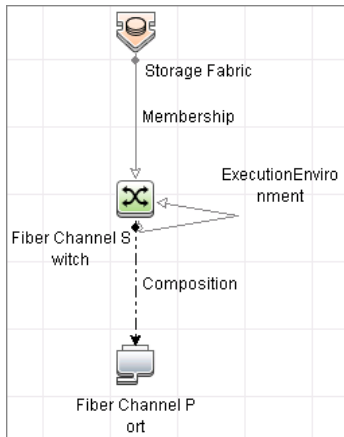 Storage Fabric
Membership
ExecutionEnviro
nment
Fiber Channel S
witch
Composition
Fiber Channel P
ort